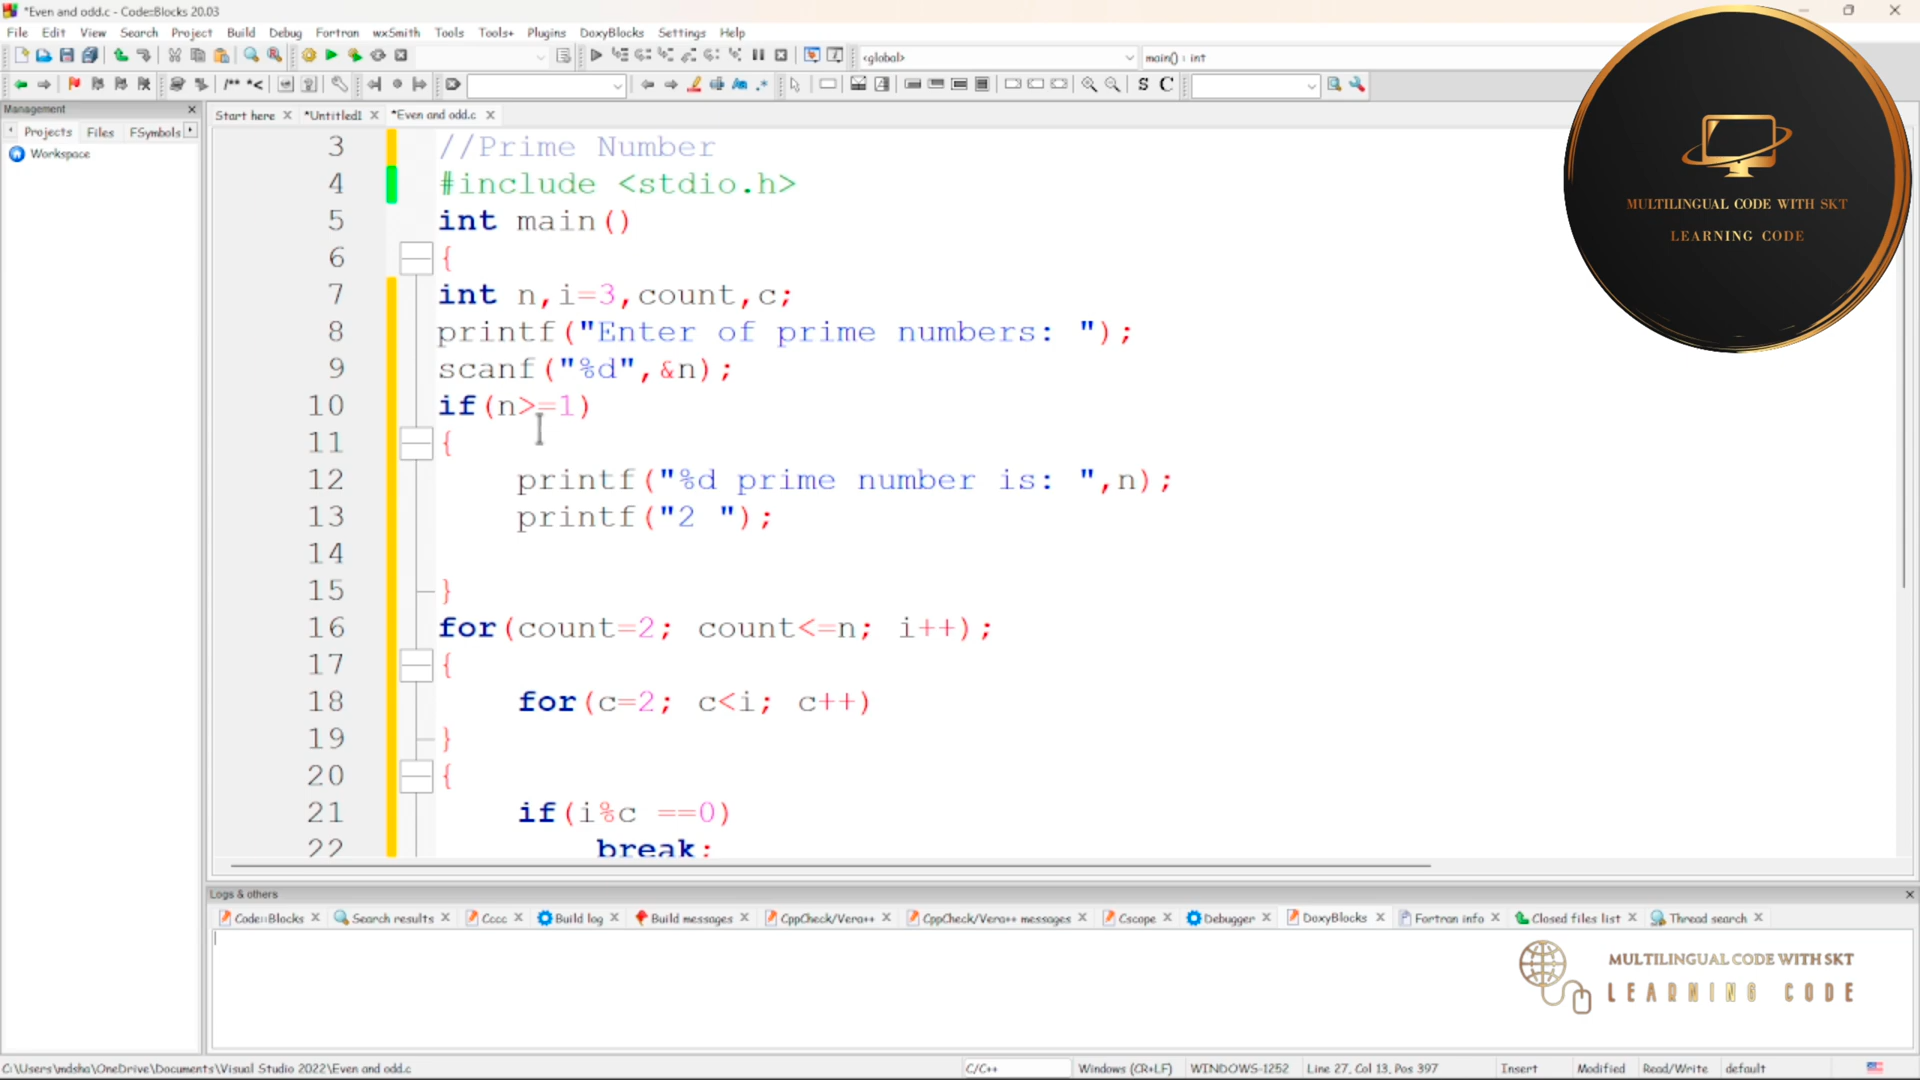 *Even and odd.c - Code::Blocks 20.03
File Edit View Search Project Build Debug Fortran wxSmith Tools Tools+ Plugins DoxyBlocks Settings Help
<global> main() : int
S C
Management
Projects Files FSymbols
Workspace
Start here *Untitled1 *Even and odd.c
3 //Prime Number
4 #include <stdio.h>
5 int main()
6 {
7 int n,i=3,count,c;
8 printf("Enter of prime numbers: ");
9 scanf("%d",&n);
10 if(n>=1)
11 {
12 printf("%d prime number is: ",n);
13 printf("2 ");
14
15 }
16 for(count=2; count<=n; i++);
17 {
18 for(c=2; c<i; c++)
19 }
20 {
21 if(i%c ==0)
22 break;
MULTILINGUAL CODE WITH SKT
LEARNING CODE
Logs & others
Code::Blocks Search results Cccc Build log Build messages CppCheck/Vera++ CppCheck/Vera++ messages Cscope Debugger DoxyBlocks Fortran info Closed files list Thread search
MULTILINGUAL CODE WITH SKT
LEARNING CODE
C:\Users\mdsha\OneDrive\Documents\Visual Studio 2022\Even and odd.c C/C++ Windows (CR+LF) WINDOWS-1252 Line 27, Col 13, Pos 397 Insert Modified Read/Write default